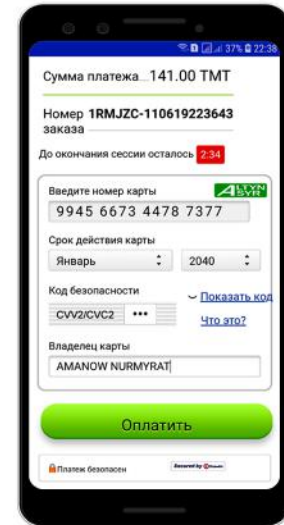 37% 22:38
Сумма платежа 141.00 TMT
Номер 1RMJZC-110619223643
заказа
До окончания сессии осталось 2:34
Введите номер карты ALTYN ASYR
9945 6673 4478 7377
Срок действия карты
Январь 2040
Код безопасности
Показать код
CVV2/CVC2 •••
Что это?
Владелец карты
AMANOW NURMYRAT
Оплатить
Платеж безопасен Secured by